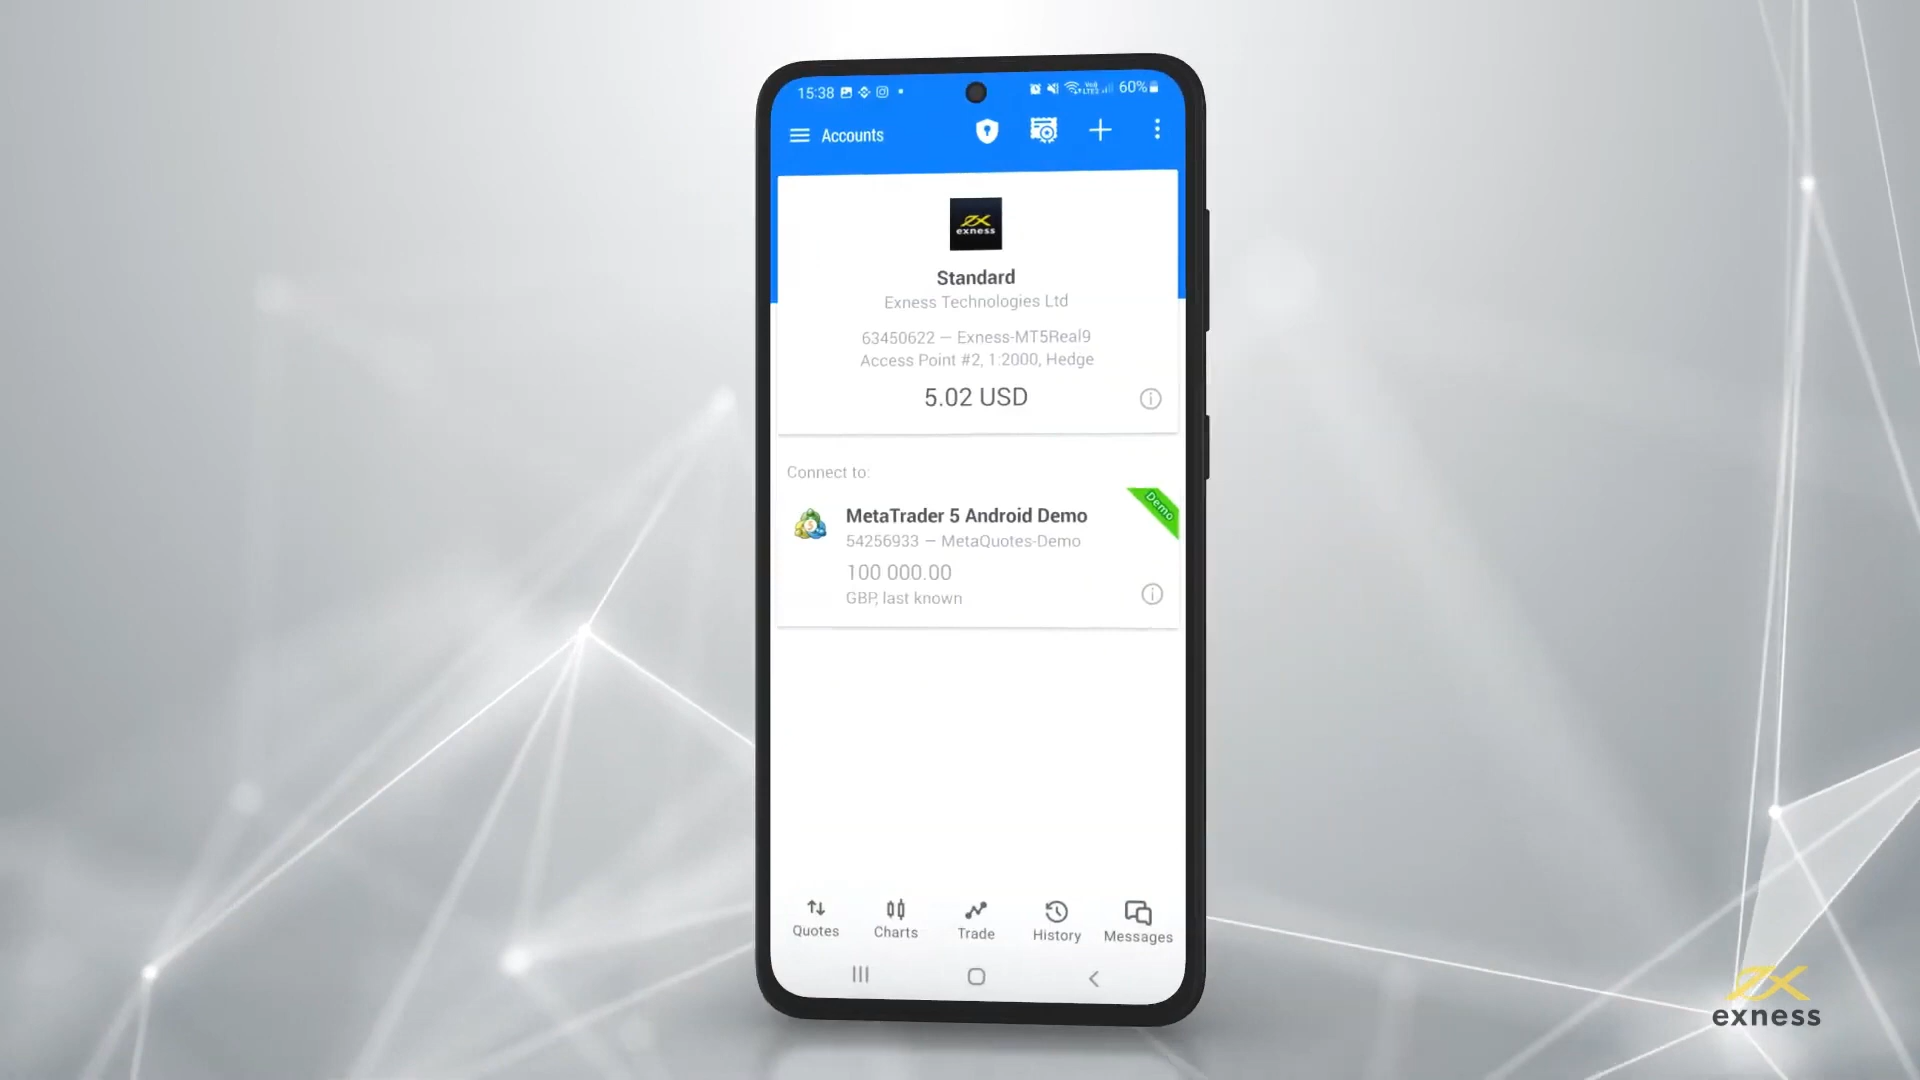 15:38
60%
Accounts
exness
Standard
Exness Technologies Ltd
63450622 — Exness-MT5Real9
Access Point #2, 1:2000, Hedge
5.02 USD
Connect to:
Demo
MetaTrader 5 Android Demo
54256933 — MetaQuotes-Demo
100 000.00
GBP, last known
Quotes
Charts
Trade
History
Messages
exness